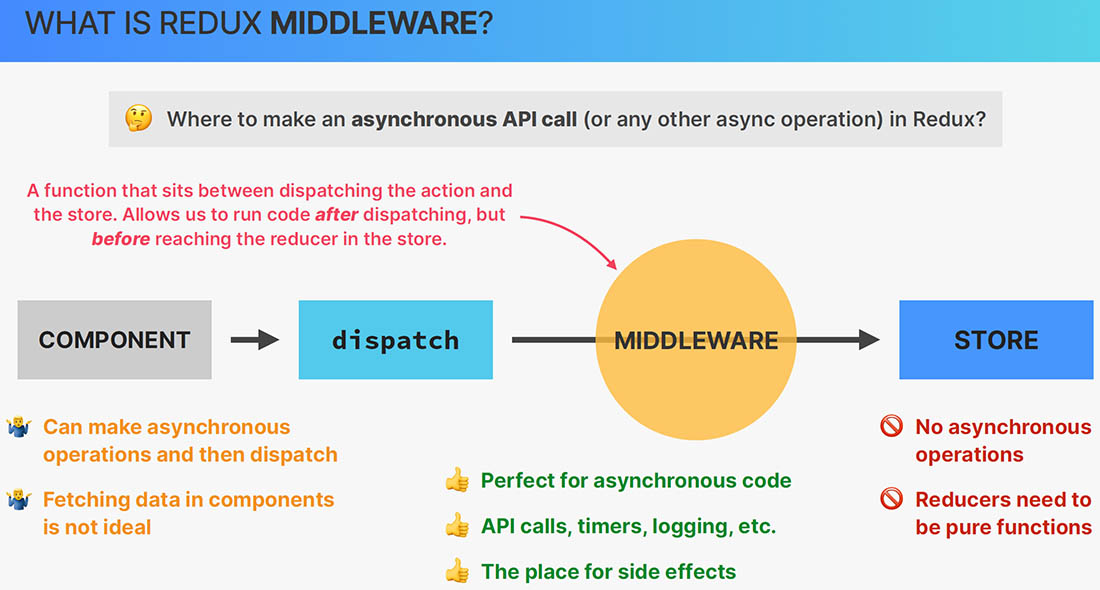 WHAT IS REDUX MIDDLEWARE?
🤔 Where to make an asynchronous API call (or any other async operation) in Redux?
A function that sits between dispatching the action and
the store. Allows us to run code after dispatching, but
before reaching the reducer in the store.
COMPONENT
dispatch
MIDDLEWARE
STORE
🤷‍♂️ Can make asynchronous
operations and then dispatch
🤷‍♂️ Fetching data in components
is not ideal
👍 Perfect for asynchronous code
👍 API calls, timers, logging, etc.
👍 The place for side effects
🚫 No asynchronous
operations
🚫 Reducers need to
be pure functions